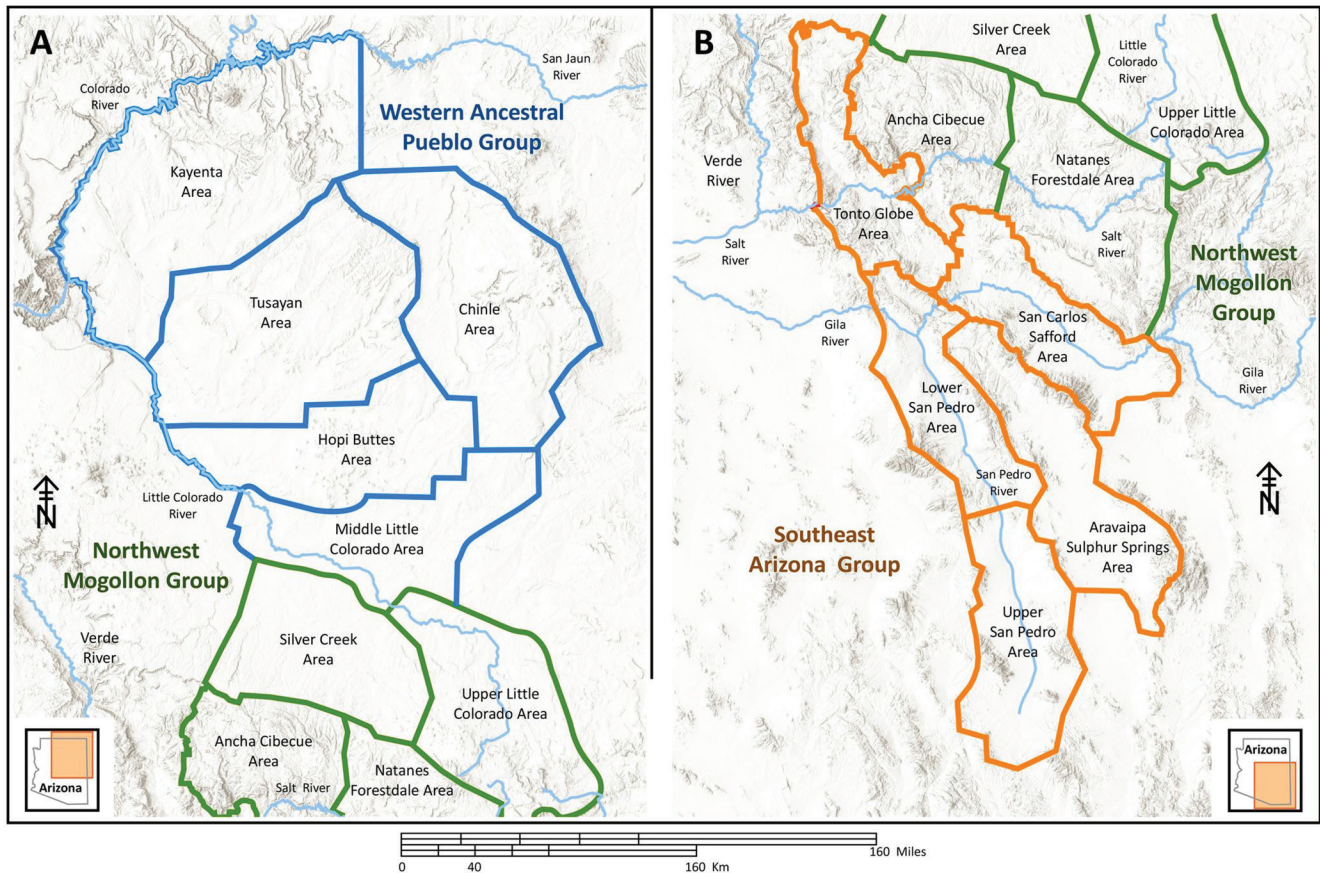 A
San Jaun
River
Colorado
River
Western Ancestral
Pueblo Group
Kayenta
Area
Tusayan
Area
Chinle
Area
Hopi Buttes
Area
Little Colorado
River
Middle Little
Colorado Area
N
Northwest
Mogollon Group
Verde
River
Silver Creek
Area
Upper Little
Colorado Area
Ancha Cibecue
Area
Natanes
Forestdale Area
Salt River
Arizona
B
Silver Creek
Area
Little
Colorado
River
Upper Little
Colorado Area
Ancha Cibecue
Area
Verde
River
Natanes
Forestdale Area
Tonto Globe
Area
Salt
River
Salt
River
Northwest
Mogollon
Group
Gila
River
San Carlos
Safford
Area
Gila
River
Lower
San Pedro
Area
San Pedro
River
N
Southeast
Arizona Group
Aravaipa
Sulphur Springs
Area
Upper
San Pedro
Area
Arizona
160 Miles
0
40
160 Km